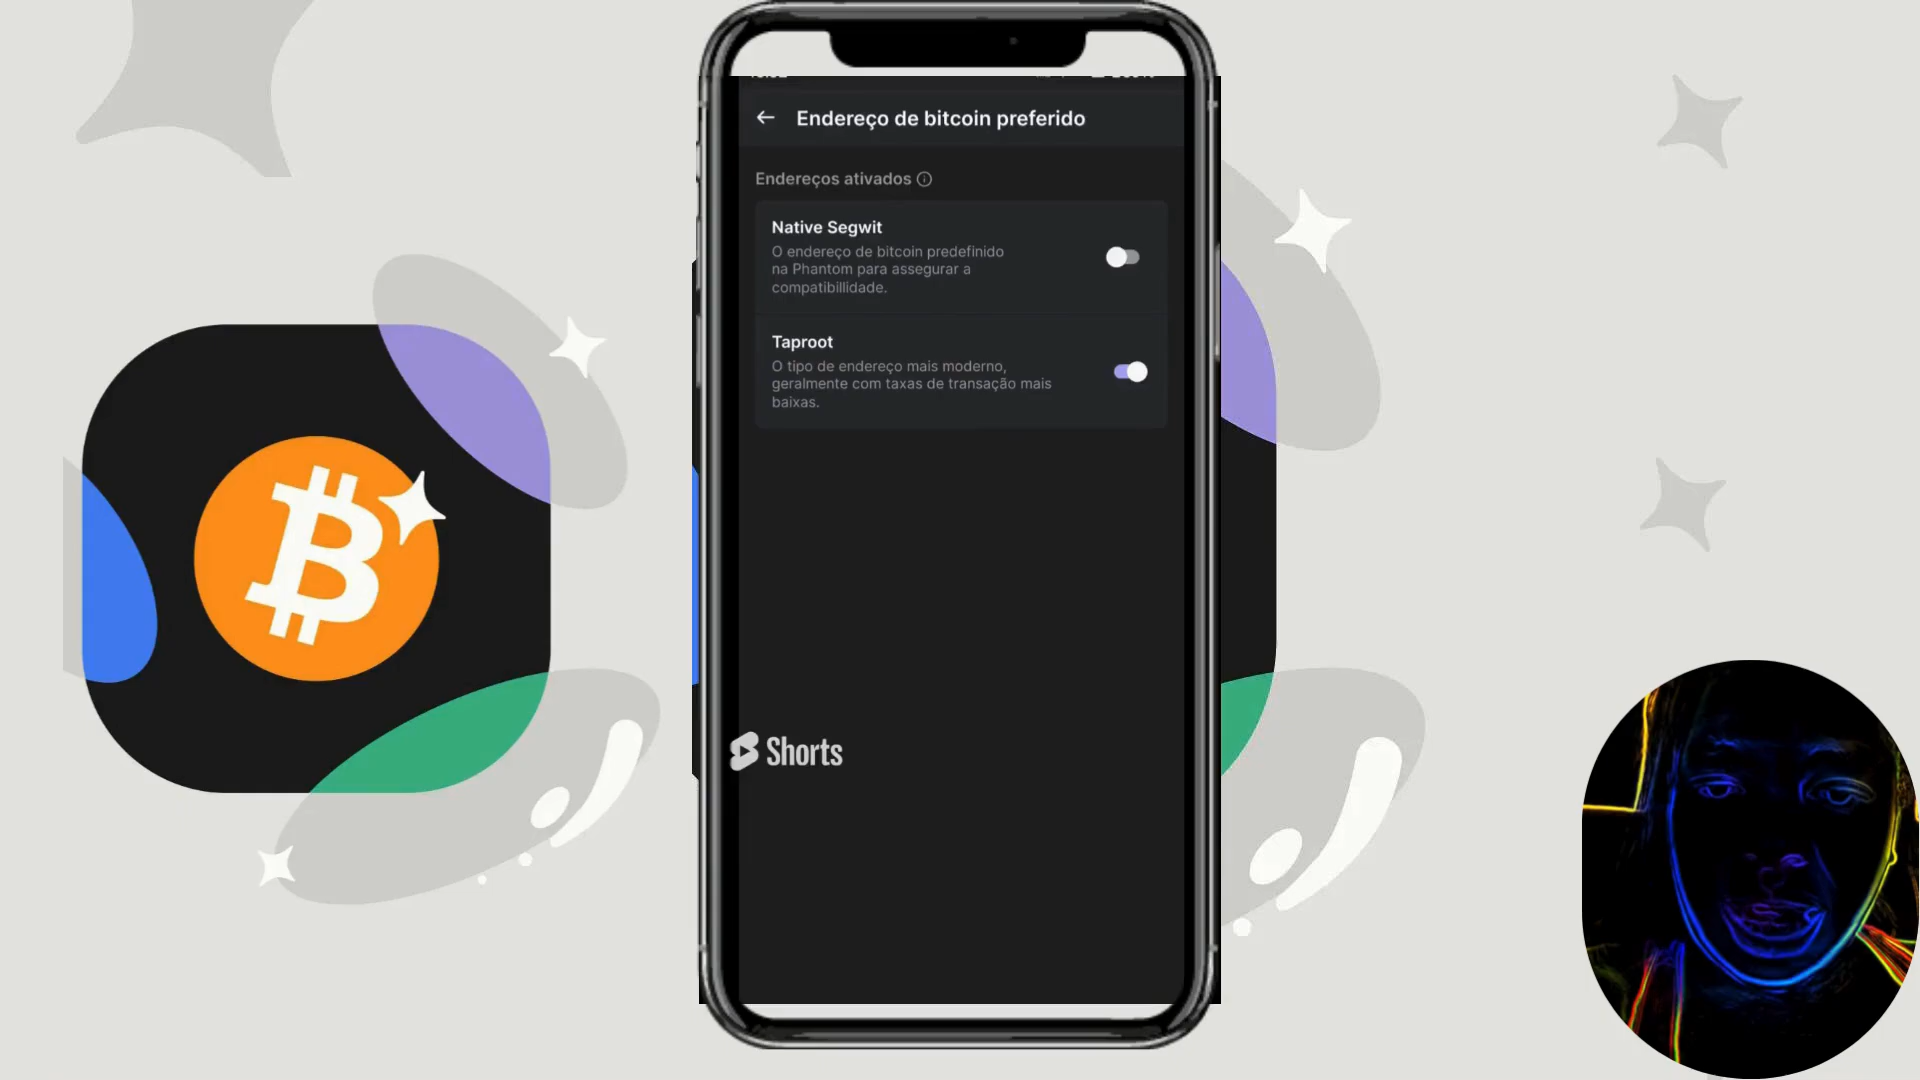 Endereço de bitcoin preferido
Endereços ativados
Native Segwit
O endereço de bitcoin predefinido
na Phantom para assegurar a
compatibillidade.
Taproot
O tipo de endereço mais moderno,
geralmente com taxas de transação mais
baixas.
Shorts